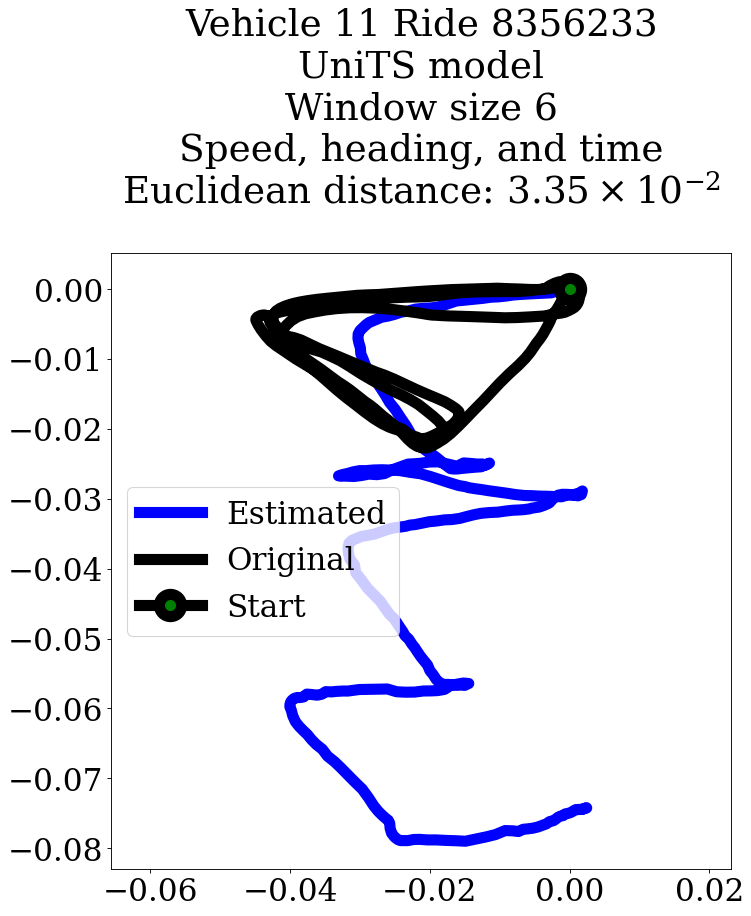 Vehicle 11 Ride 8356233
UniTS model
Window size 6
Speed, heading, and time
Euclidean distance: 3.35 × 10⁻²
0.00
−0.01
−0.02
−0.03
−0.04
−0.05
−0.06
−0.07
−0.08
Estimated
Original
Start
−0.06 −0.04 −0.02 0.00 0.02